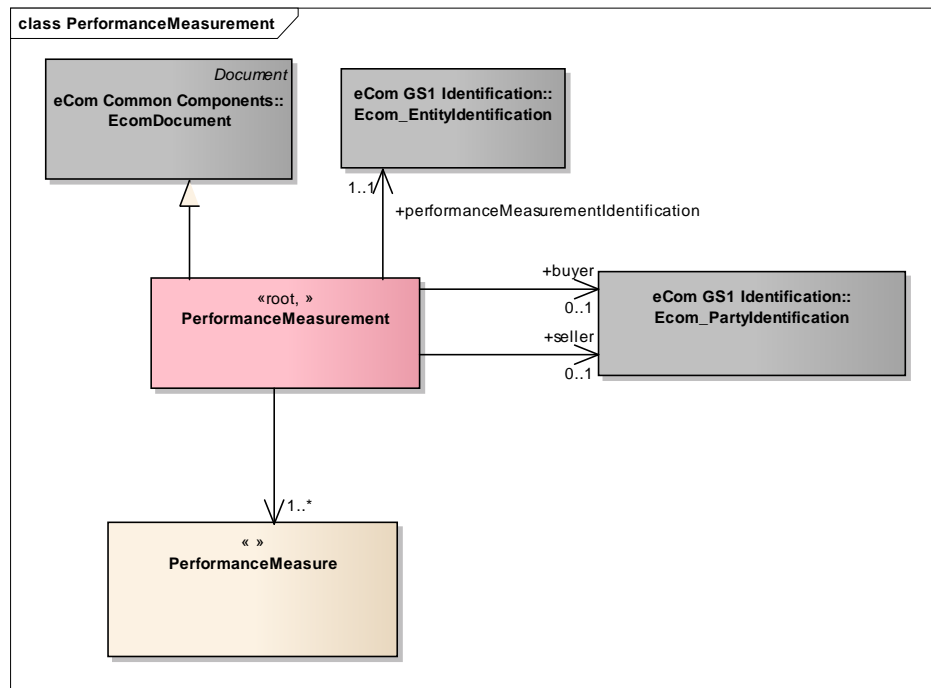 class PerformanceMeasurement
Document
eCom Common Components::
EcomDocument
eCom GS1 Identification::
Ecom_EntityIdentification
1..1
+performanceMeasurementIdentification
«root, »
PerformanceMeasurement
+buyer
0..1
+seller
0..1
eCom GS1 Identification::
Ecom_PartyIdentification
1..*
« »
PerformanceMeasure